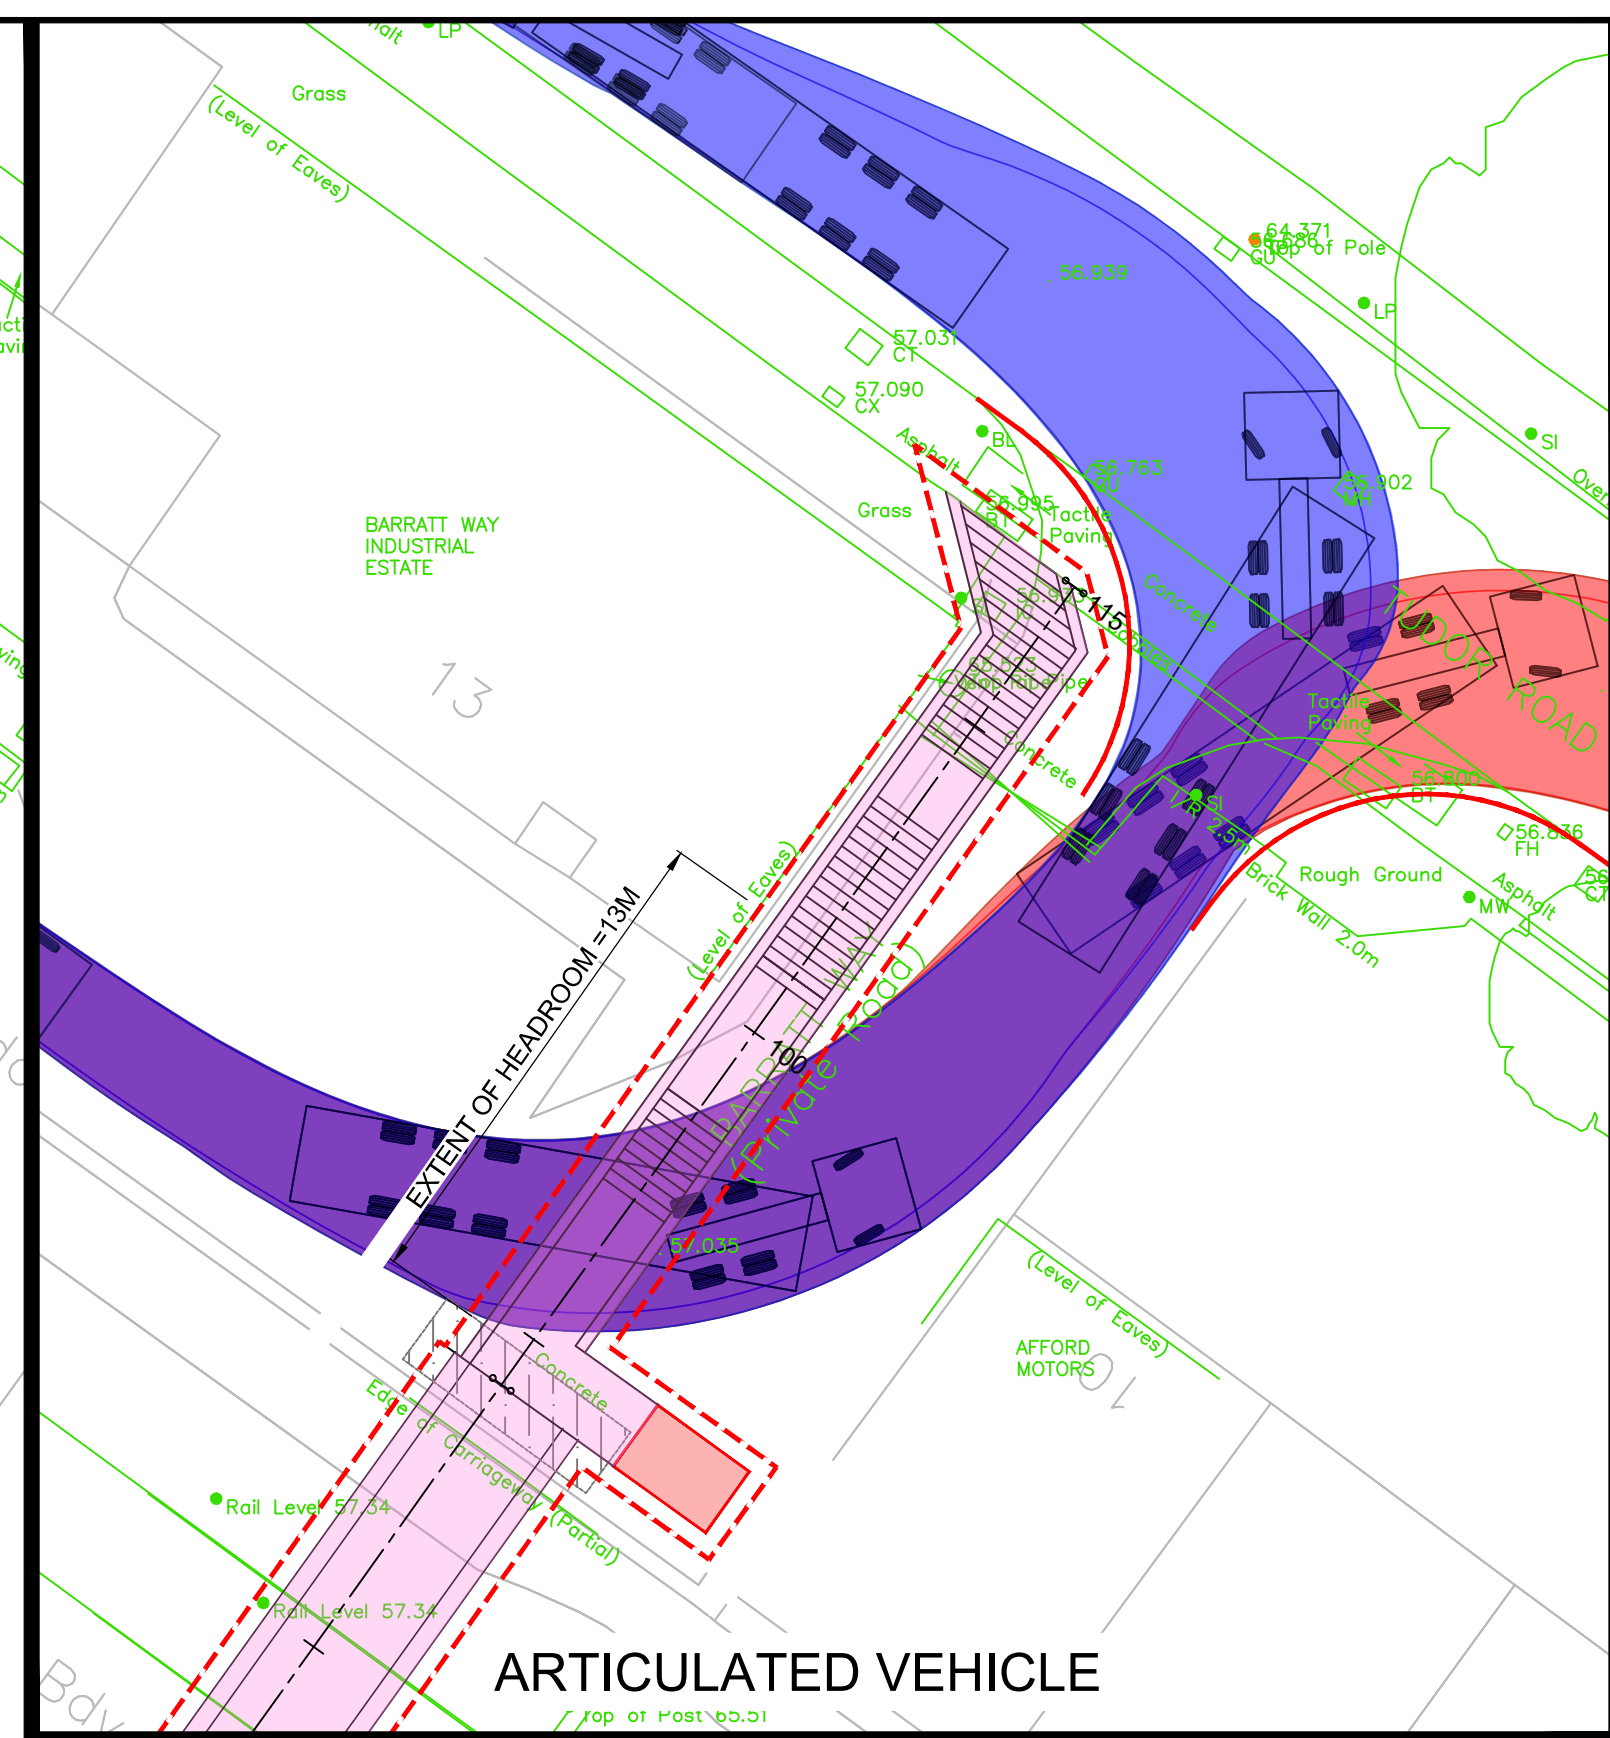 LP
Grass
(Level of Eaves)
64.371
Top of Pole
GU
LP
56.939
57.031
CT
57.090
CX
BL
Asphalt
SI
56.763
GU
56.902
MH
Grass
56.995
BT
Tactile
Paving
BARRATT WAY
INDUSTRIAL
ESTATE
Concrete
115
TUDOR ROAD
13
Tactile
Paving
Concrete
56.800
BT
SI
I/R 2.5m
56.836
FH
Brick Wall 2.0m
Rough Ground
Asphalt
MW
(Level of Eaves)
EXTENT OF HEADROOM =13M
BARRATT WAY
(Private Road)
100
57.035
(Level of Eaves)
AFFORD
MOTORS
10
Concrete
Edge of Carriageway (Partial)
Rail Level 57.34
Rail Level 57.34
ARTICULATED VEHICLE
Top of Post 65.51
Bdy